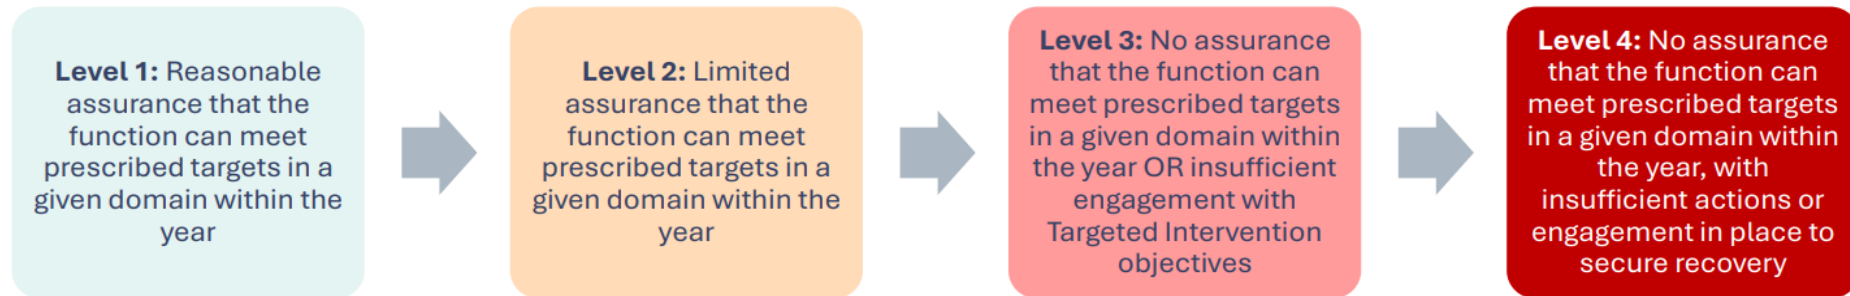 Level 1: Reasonable
assurance that the
function can meet
prescribed targets in a
given domain within the
year
Level 2: Limited
assurance that the
function can meet
prescribed targets in a
given domain within the
year
Level 3: No assurance
that the function can
meet prescribed targets
in a given domain within
the year OR insufficient
engagement with
Targeted Intervention
objectives
Level 4: No assurance
that the function can
meet prescribed targets
in a given domain within
the year, with
insufficient actions or
engagement in place to
secure recovery